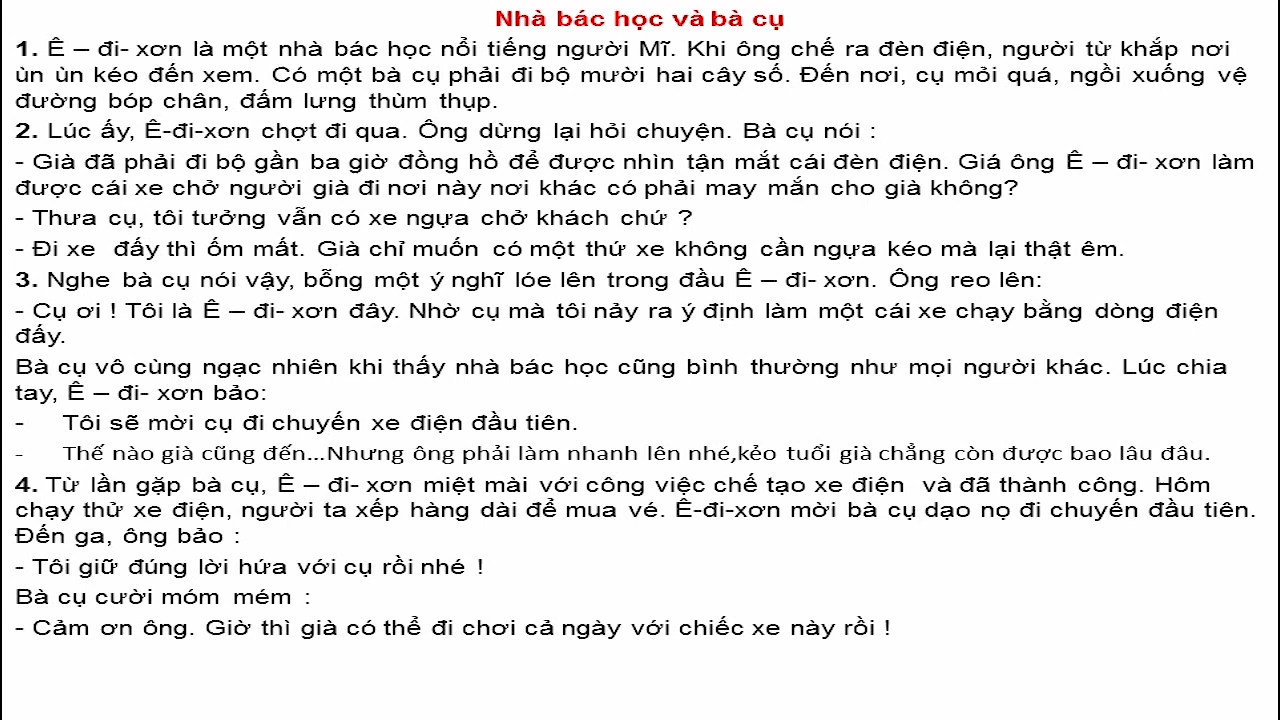 Nhà bác học và bà cụ
1. Ê – đi- xơn là một nhà bác học nổi tiếng người Mĩ. Khi ông chế ra đèn điện, người từ khắp nơi
ùn ùn kéo đến xem. Có một bà cụ phải đi bộ mười hai cây số. Đến nơi, cụ mỏi quá, ngồi xuống vệ
đường bóp chân, đấm lưng thùm thụp.
2. Lúc ấy, Ê-đi-xơn chợt đi qua. Ông dừng lại hỏi chuyện. Bà cụ nói :
- Già đã phải đi bộ gần ba giờ đồng hồ để được nhìn tận mắt cái đèn điện. Giá ông Ê – đi- xơn làm
được cái xe chở người già đi nơi này nơi khác có phải may mắn cho già không?
- Thưa cụ, tôi tưởng vẫn có xe ngựa chở khách chứ ?
- Đi xe đấy thì ốm mất. Già chỉ muốn có một thứ xe không cần ngựa kéo mà lại thật êm.
3. Nghe bà cụ nói vậy, bỗng một ý nghĩ lóe lên trong đầu Ê – đi- xơn. Ông reo lên:
- Cụ ơi ! Tôi là Ê – đi- xơn đây. Nhờ cụ mà tôi nảy ra ý định làm một cái xe chạy bằng dòng điện
đấy.
Bà cụ vô cùng ngạc nhiên khi thấy nhà bác học cũng bình thường như mọi người khác. Lúc chia
tay, Ê – đi- xơn bảo:
- Tôi sẽ mời cụ đi chuyến xe điện đầu tiên.
- Thế nào già cũng đến...Nhưng ông phải làm nhanh lên nhé,kẻo tuổi già chẳng còn được bao lâu đâu.
4. Từ lần gặp bà cụ, Ê – đi- xơn miệt mài với công việc chế tạo xe điện và đã thành công. Hôm
chạy thử xe điện, người ta xếp hàng dài để mua vé. Ê-đi-xơn mời bà cụ dạo nọ đi chuyến đầu tiên.
Đến ga, ông bảo :
- Tôi giữ đúng lời hứa với cụ rồi nhé !
Bà cụ cười móm mém :
- Cảm ơn ông. Giờ thì già có thể đi chơi cả ngày với chiếc xe này rồi !